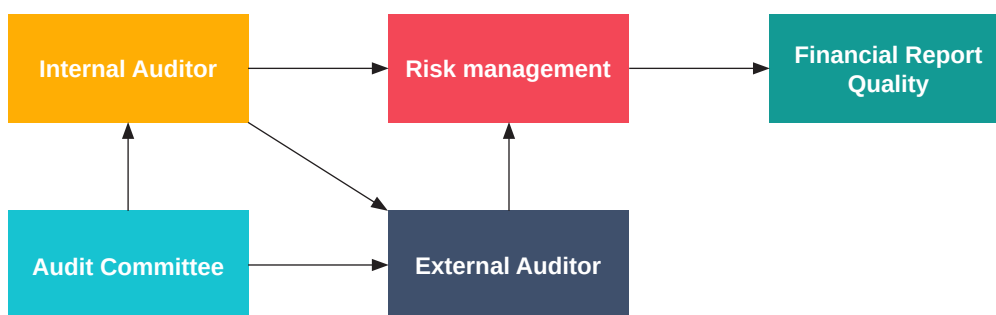 Internal Auditor
Risk management
Financial Report
Quality
Audit Committee
External Auditor